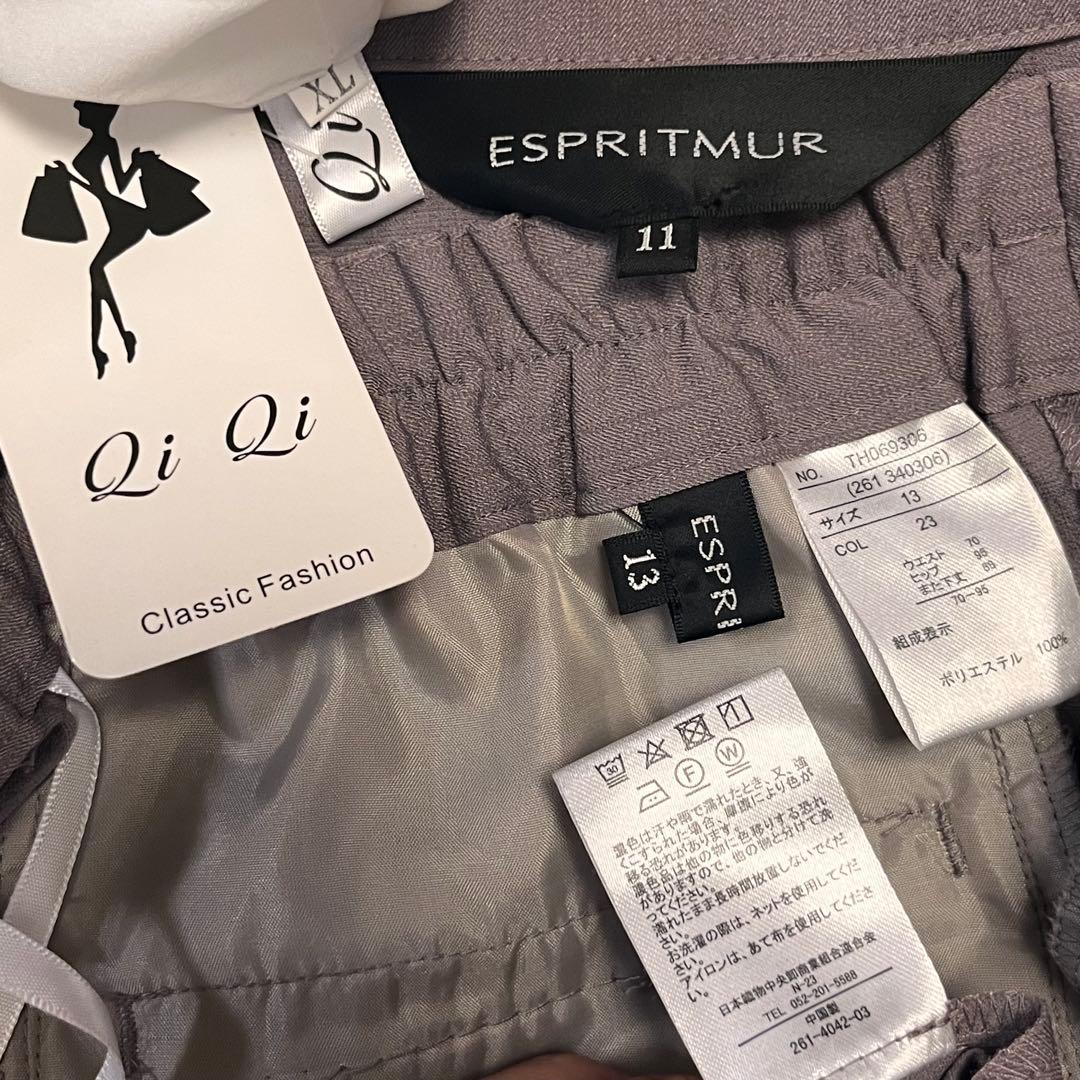 XL
Qi
ESPRITMUR
11
Qi Qi
Classic Fashion
13
ESPRI
NO. TH069306
(261 340306)
サイズ 13
COL 23
ウエスト 70
ヒップ 96
また下丈 68
70-95
組成表示
ポリエステル 100%
30
F W
濃色は汗や雨で濡れたとき、又、強
くこすられた場合、摩擦により色が
移る恐れがあります。
濃色品は他の物に色移りする恐れ
がありますので、他の物と分けて洗
ってください。
濡れたまま長時間放置しないでくだ
さい。
お洗濯の際は、ネットを使用してくだ
さい。
アイロンは、あて布を使用してくださ
い。
日本織物中央卸商業組合連合会
N-23
TEL 052-201-5588
中国製
261-4042-03